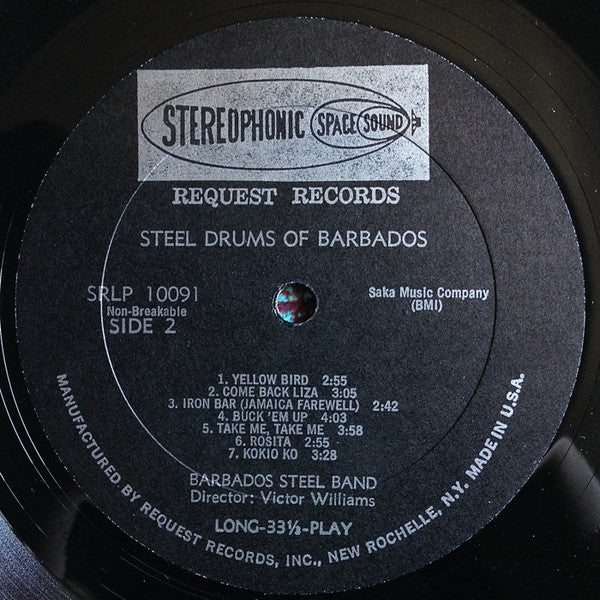 STEREOPHONIC SPACE SOUND
REQUEST RECORDS
STEEL DRUMS OF BARBADOS
SRLP 10091
Non-Breakable
SIDE 2
Saka Music Company
(BMI)
1. YELLOW BIRD 2:55
2. COME BACK LIZA 3:05
3. IRON BAR (JAMAICA FAREWELL) 2:42
4. BUCK 'EM UP 4:03
5. TAKE ME, TAKE ME 3:58
6. ROSITA 2:55
7. KOKIO KO 3:28
BARBADOS STEEL BAND
Director: Victor Williams
LONG-33⅓-PLAY
MANUFACTURED BY REQUEST RECORDS, INC., NEW ROCHELLE, N.Y. MADE IN U.S.A.